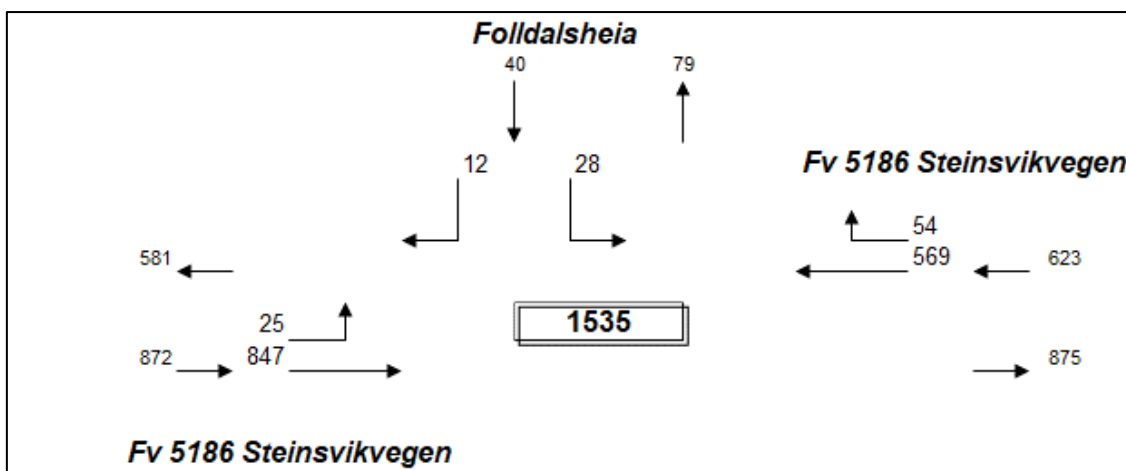 Folldalsheia
40 79
12 28
Fv 5186 Steinsvikvegen
54
581 569 623
25 1535
872 847 875
Fv 5186 Steinsvikvegen